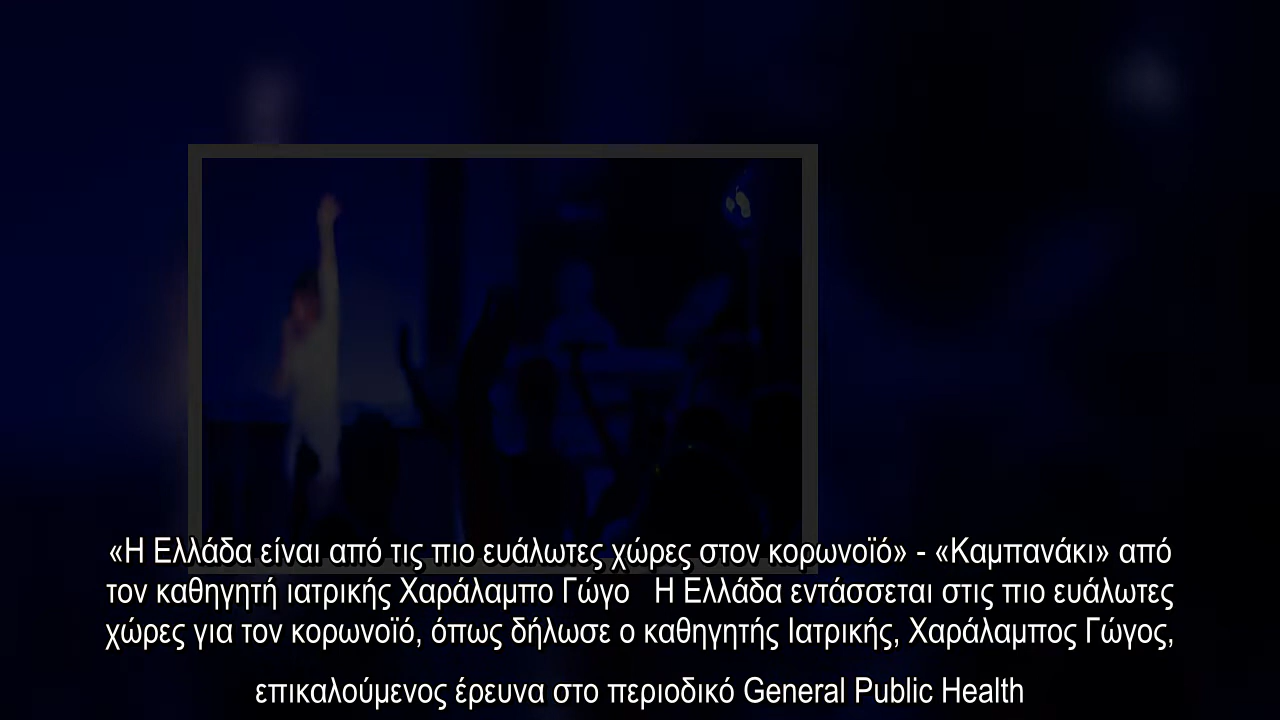 «Η Ελλάδα είναι από τις πιο ευάλωτες χώρες στον κορωνοϊό» - «Καμπανάκι» από
τον καθηγητή ιατρικής Χαράλαμπο Γώγο Η Ελλάδα εντάσσεται στις πιο ευάλωτες
χώρες για τον κορωνοϊό, όπως δήλωσε ο καθηγητής Ιατρικής, Χαράλαμπος Γώγος,
επικαλούμενος έρευνα στο περιοδικό General Public Health